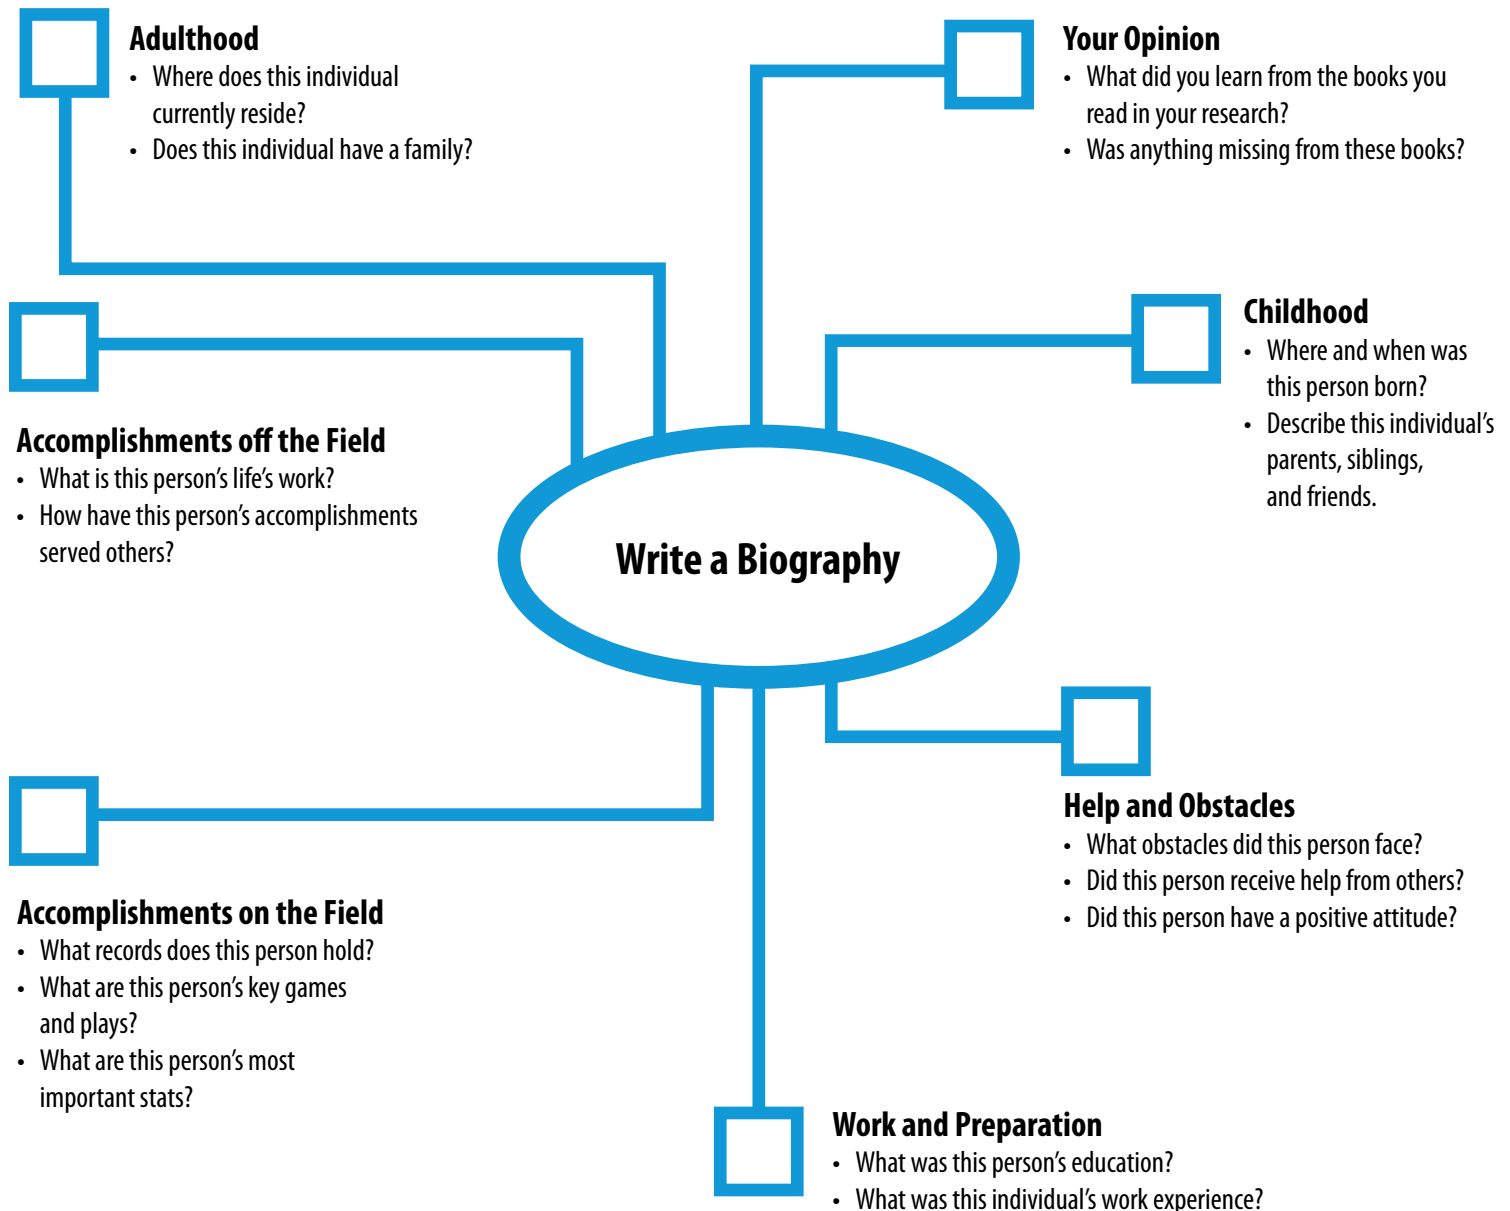 Adulthood
• Where does this individual
currently reside?
• Does this individual have a family?
Your Opinion
• What did you learn from the books you
read in your research?
• Was anything missing from these books?
Childhood
• Where and when was
this person born?
• Describe this individual’s
parents, siblings,
and friends.
Accomplishments off the Field
• What is this person’s life’s work?
• How have this person’s accomplishments
served others?
Write a Biography
Help and Obstacles
• What obstacles did this person face?
• Did this person receive help from others?
• Did this person have a positive attitude?
Accomplishments on the Field
• What records does this person hold?
• What are this person’s key games
and plays?
• What are this person’s most
important stats?
Work and Preparation
• What was this person’s education?
• What was this individual’s work experience?